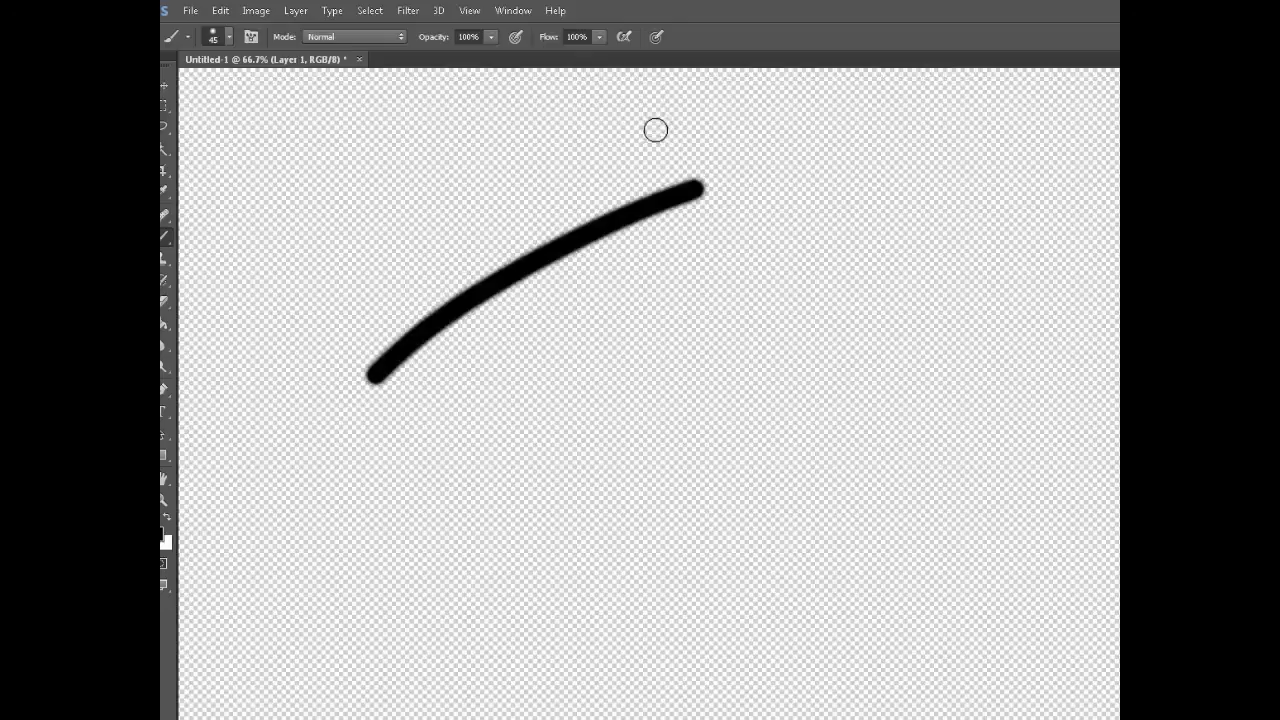 S File Edit Image Layer Type Select Filter 3D View Window Help
45 Mode: Normal Opacity: 100% Flow: 100%
Untitled-1 @ 66.7% (Layer 1, RGB/8) * ×
T